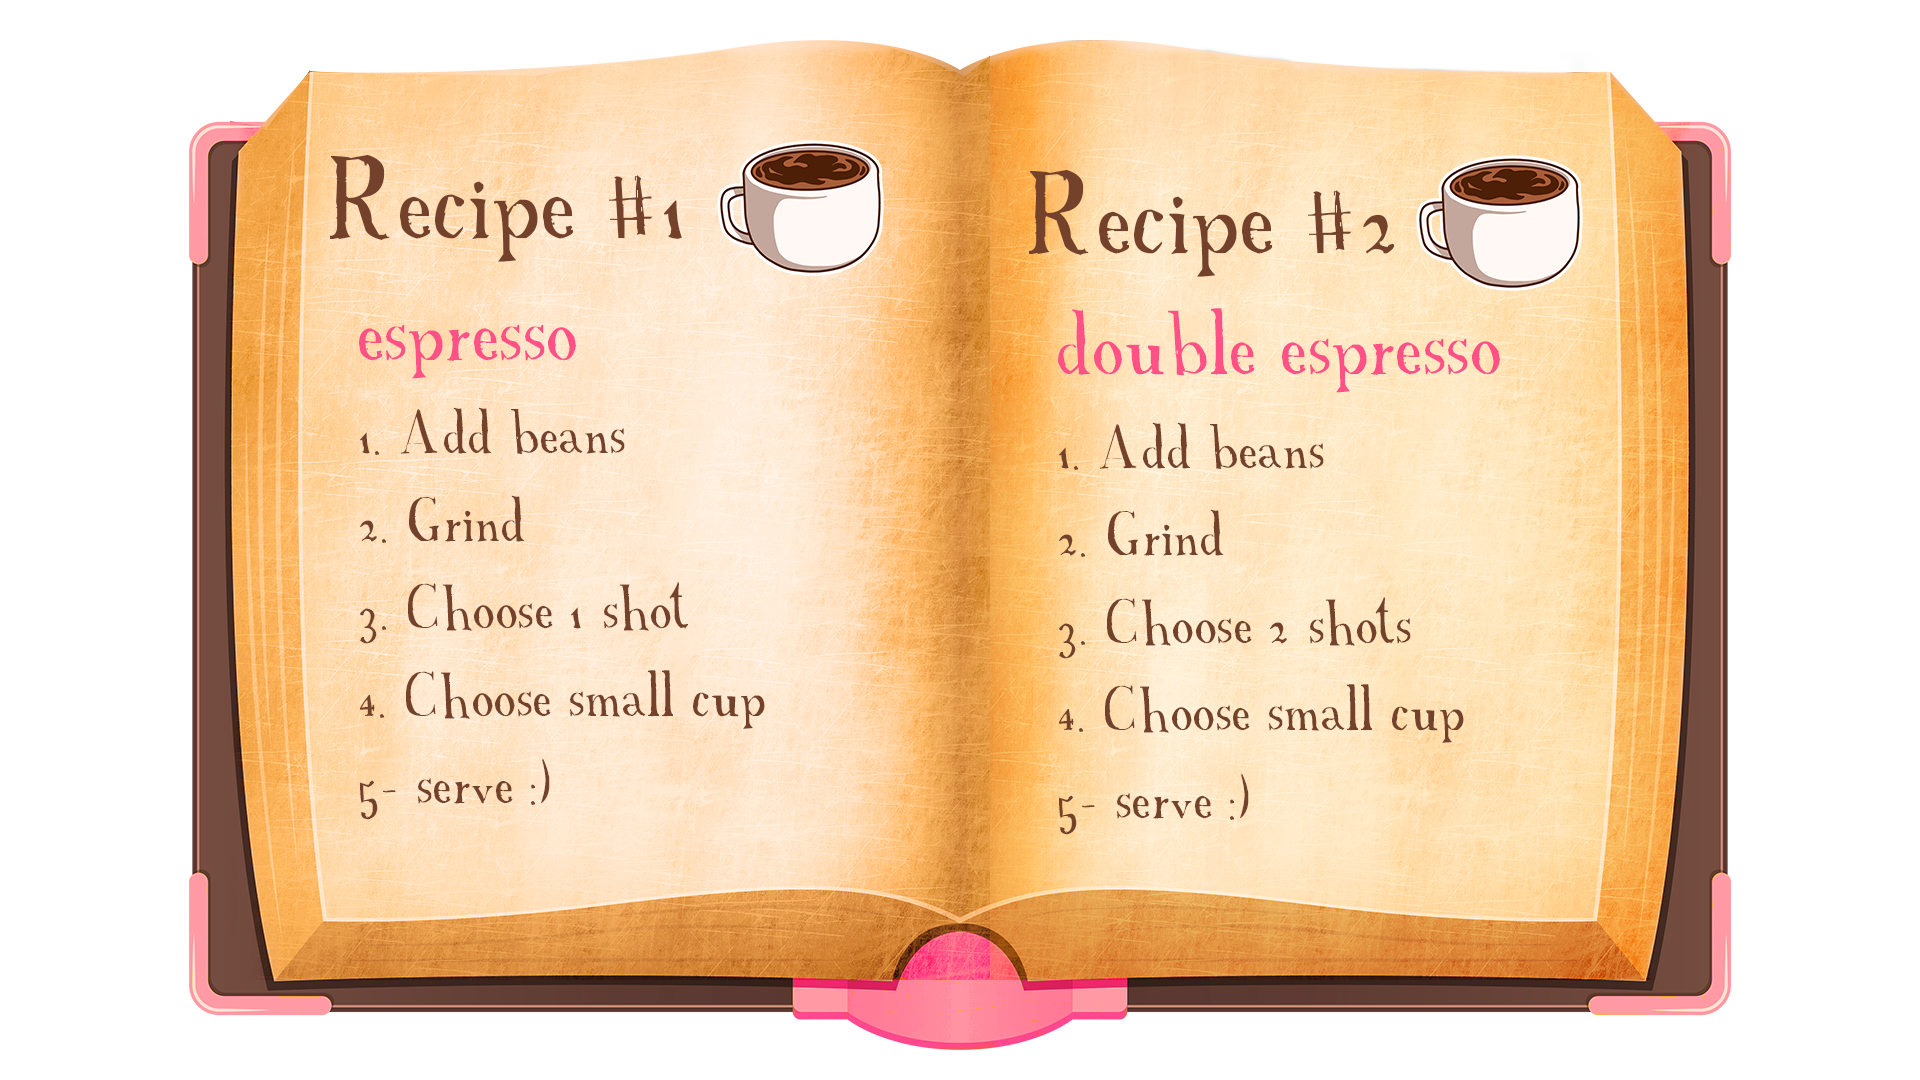 Recipe #1
espresso
1. Add beans
2. Grind
3. Choose 1 shot
4. Choose small cup
5- serve :)
Recipe #2
double espresso
1. Add beans
2. Grind
3. Choose 2 shots
4. Choose small cup
5- serve :)